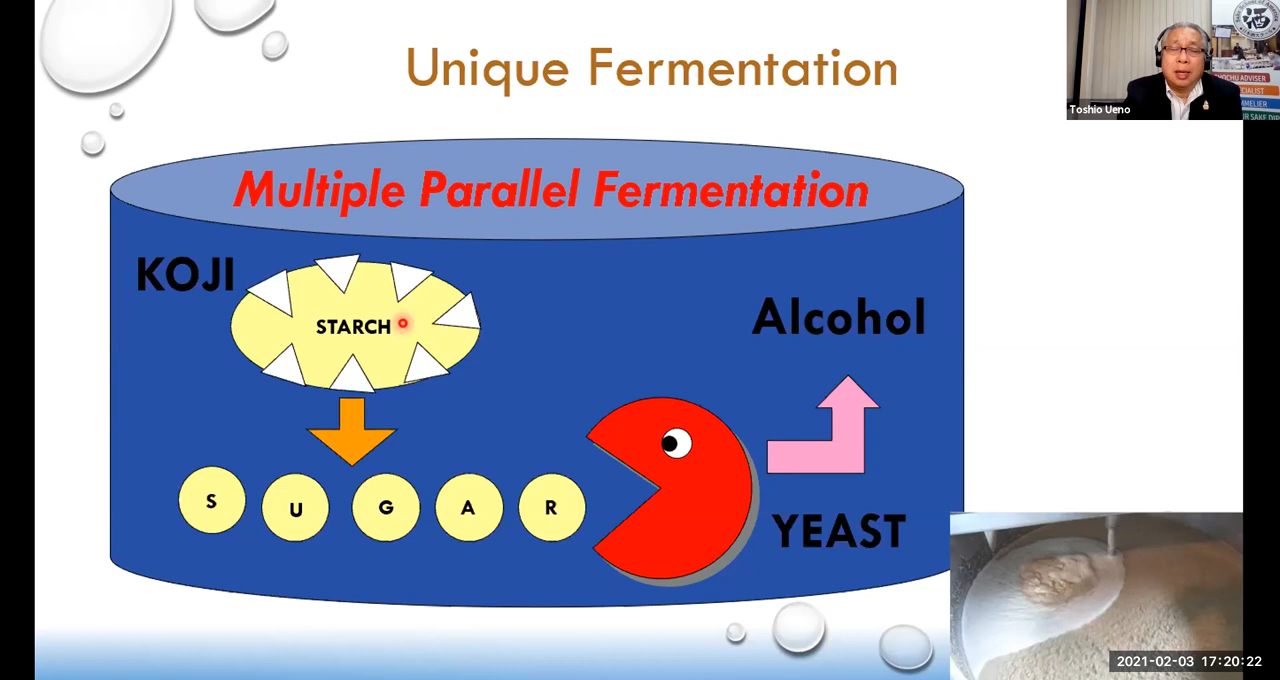 Unique Fermentation
Toshio Ueno
Multiple Parallel Fermentation
KOJI
STARCH
Alcohol
S U G A R
YEAST
2021-02-03 17:20:22